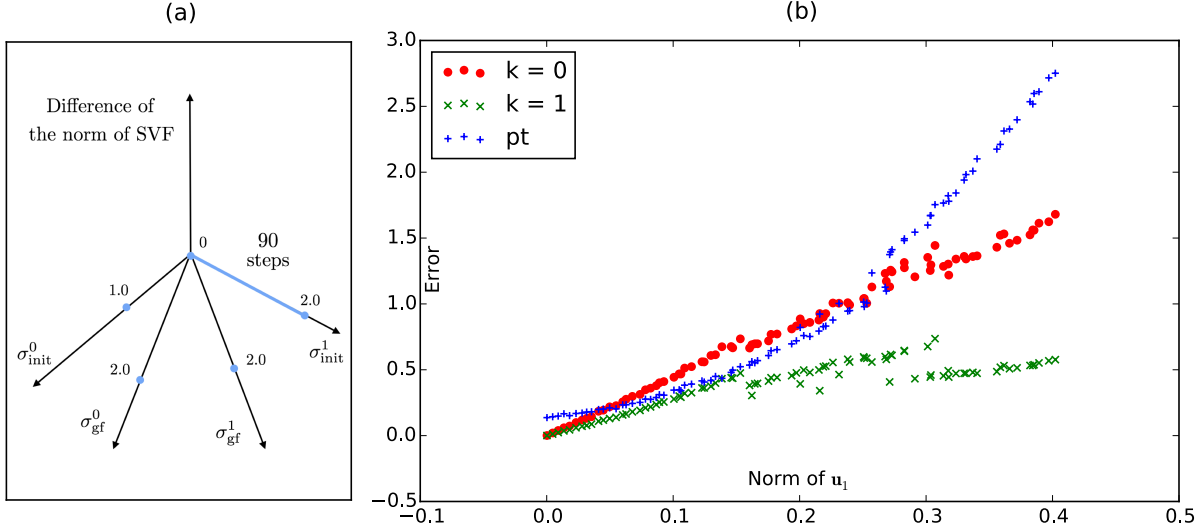 (a)
Difference of
the norm of SVF
0
90
steps
1.0
2.0
σ⁰init
2.0
2.0
σ¹init
σ⁰gf
σ¹gf
(b)
3.0
2.5
2.0
1.5
1.0
0.5
0.0
−0.5
k = 0
k = 1
pt
Error
Norm of u₁
−0.1
0.0
0.1
0.2
0.3
0.4
0.5